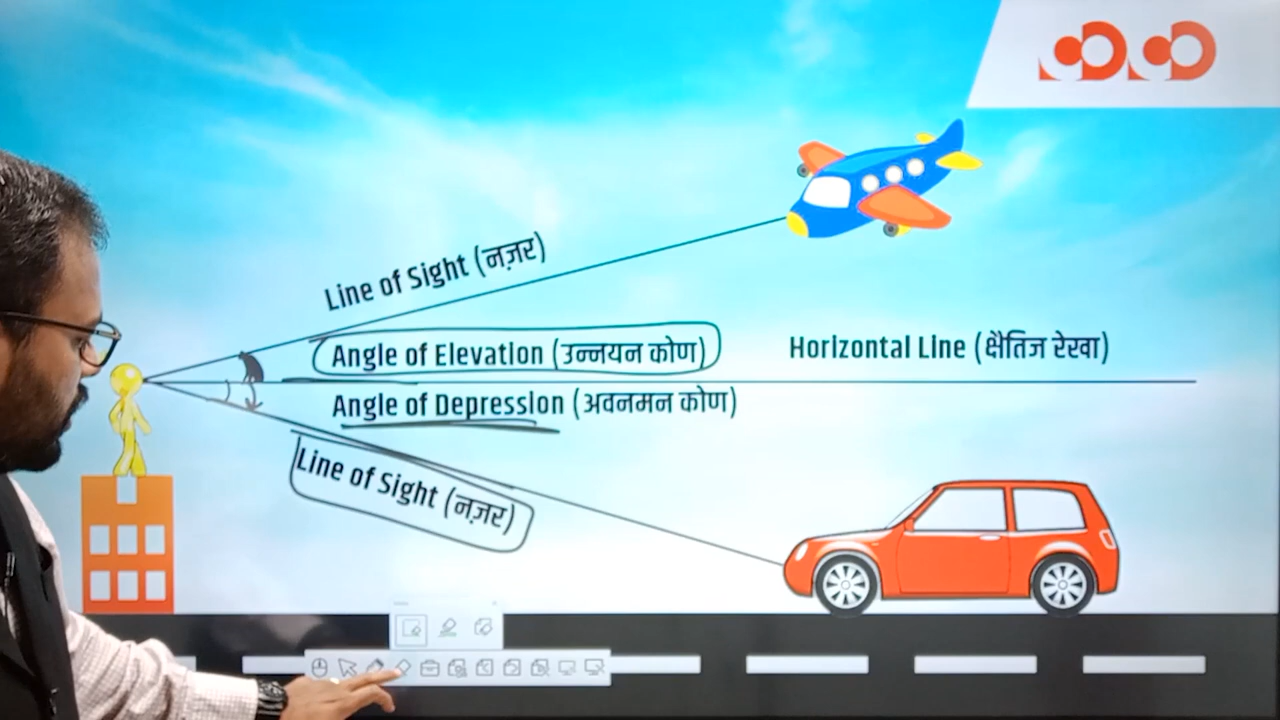 Line of Sight (नज़र)
Angle of Elevation (उन्नयन कोण)
Horizontal Line (क्षैतिज रेखा)
Angle of Depression (अवनमन कोण)
Line of Sight (नज़र)